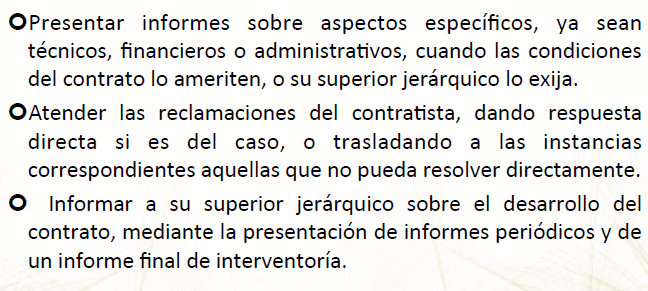 Presentar informes sobre aspectos específicos, ya sean
técnicos, financieros o administrativos, cuando las condiciones
del contrato lo ameriten, o su superior jerárquico lo exija.
Atender las reclamaciones del contratista, dando respuesta
directa si es del caso, o trasladando a las instancias
correspondientes aquellas que no pueda resolver directamente.
Informar a su superior jerárquico sobre el desarrollo del
contrato, mediante la presentación de informes periódicos y de
un informe final de interventoría.